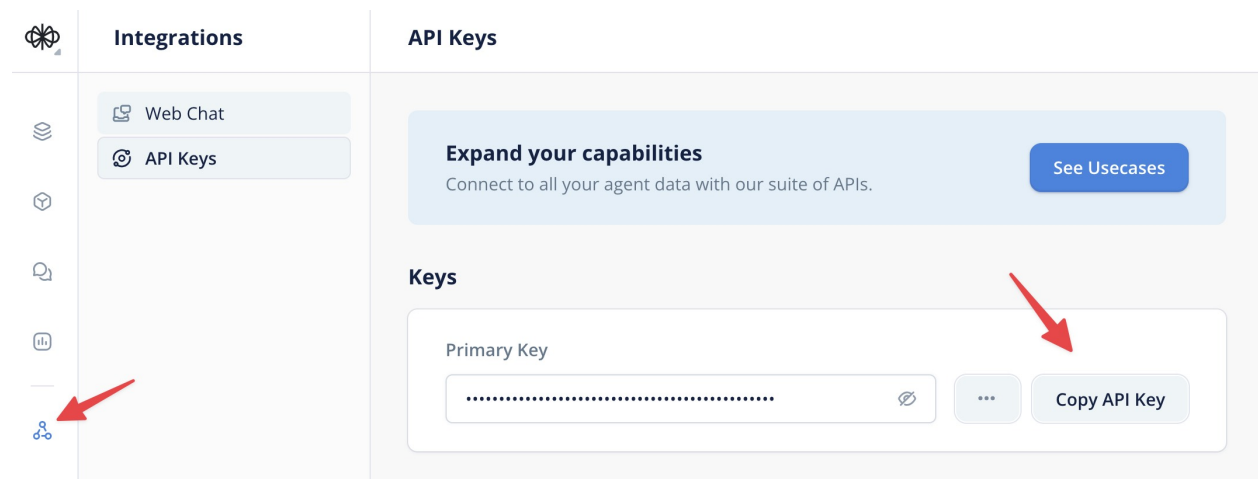 Integrations
API Keys
Web Chat
API Keys
Expand your capabilities
Connect to all your agent data with our suite of APIs.
See Usecases
Keys
Primary Key
•••••••••••••••••••••••••••••••••••••••••••••••
•••
Copy API Key